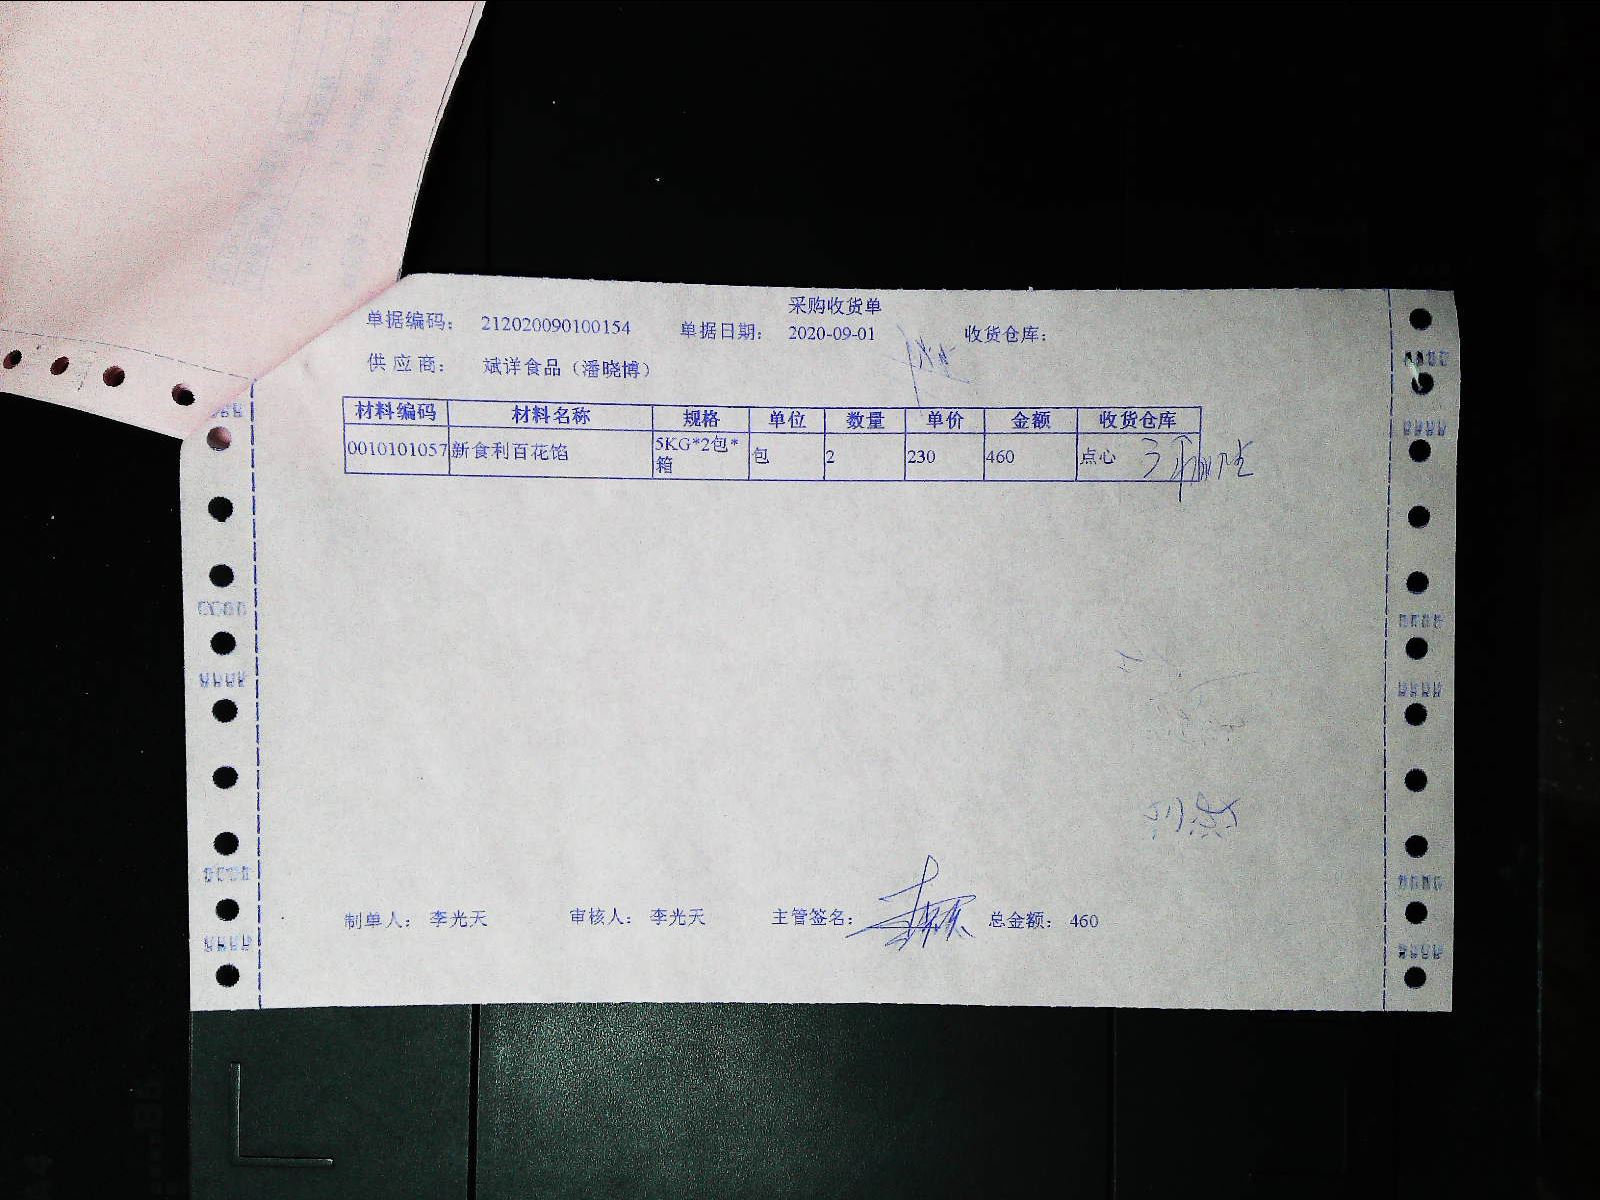 采购收货单
单据编码： 212020090100154 单据日期： 2020-09-01 收货仓库：
供 应 商： 斌洋食品（潘晓博）
材料编码 材料名称 规格 单位 数量 单价 金额 收货仓库
0010101057 新食利百花馅 5KG*2包*箱 包 2 230 460 点心
制单人： 李光天 审核人： 李光天 主管签名： 总金额： 460